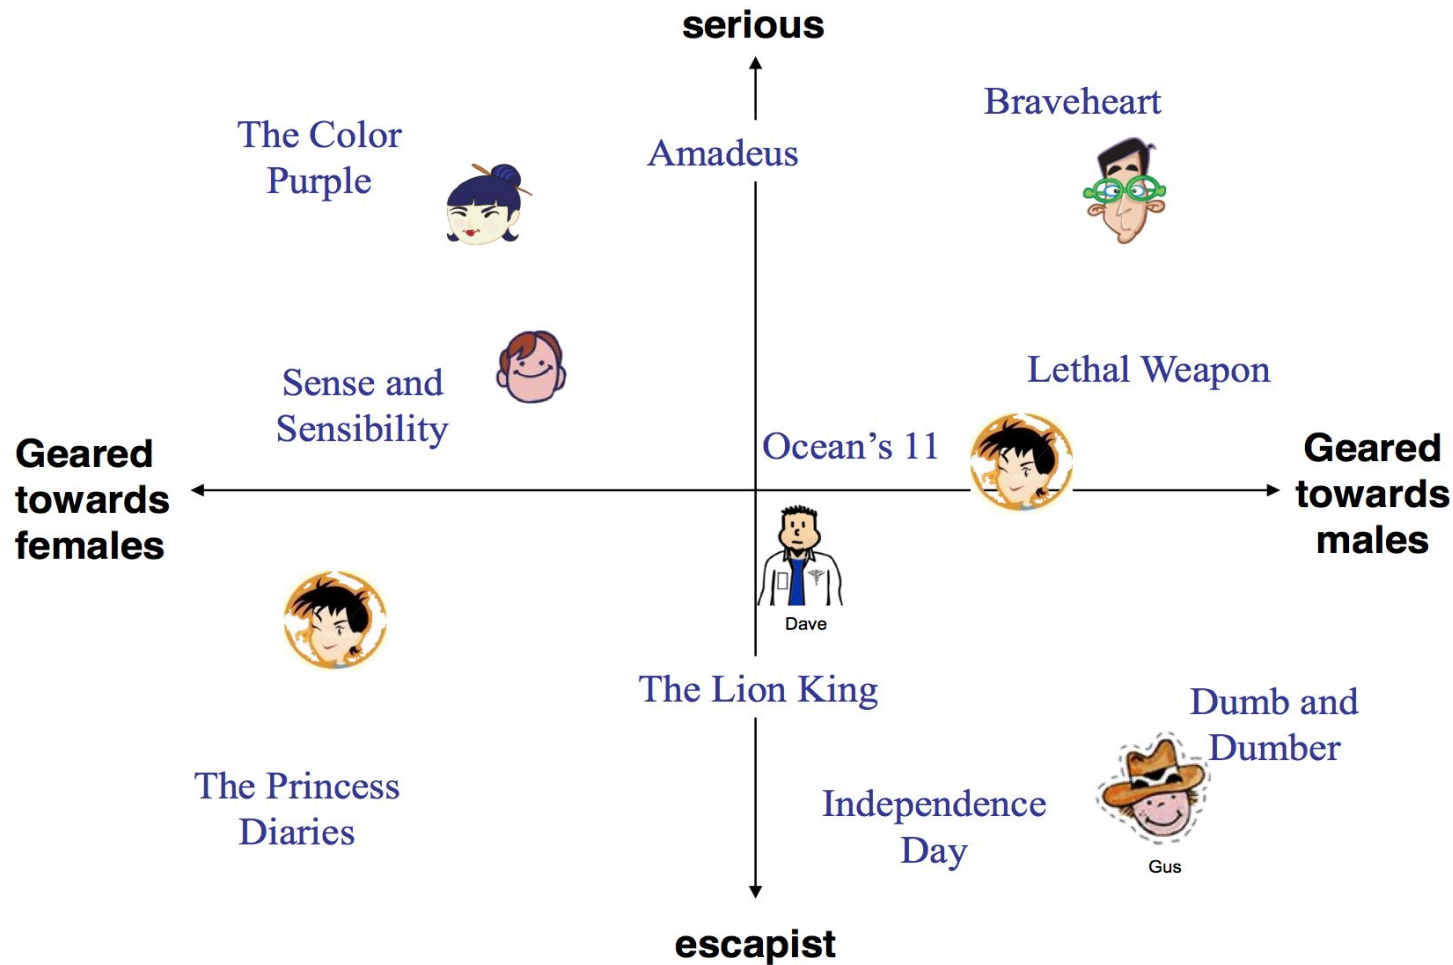 serious
Braveheart
The Color
Purple
Amadeus
Sense and
Sensibility
Lethal Weapon
Ocean's 11
Geared
towards
females
Geared
towards
males
Dave
The Lion King
Dumb and
Dumber
The Princess
Diaries
Independence
Day
Gus
escapist